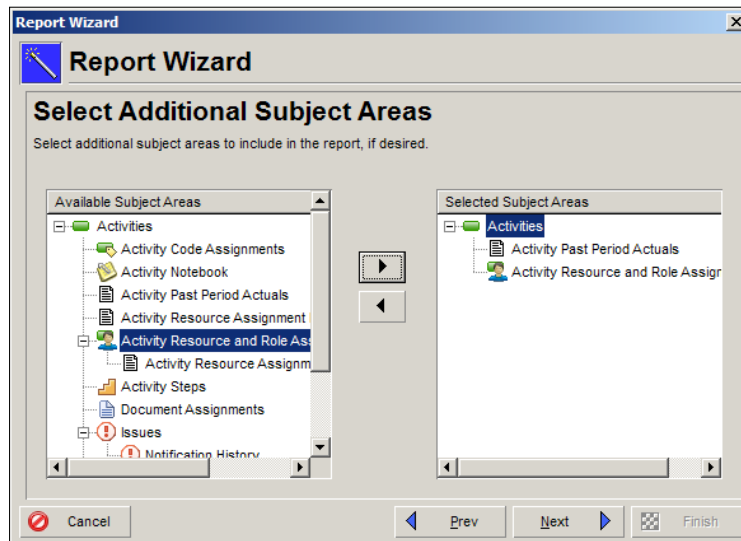 Report Wizard
Report Wizard
Select Additional Subject Areas
Select additional subject areas to include in the report, if desired.
Available Subject Areas
Activities
Activity Code Assignments
Activity Notebook
Activity Past Period Actuals
Activity Resource Assignment
Activity Resource and Role Ass
Activity Resource Assignm
Activity Steps
Document Assignments
Issues
Notification History
Selected Subject Areas
Activities
Activity Past Period Actuals
Activity Resource and Role Assigr
Cancel
Prev
Next
Finish